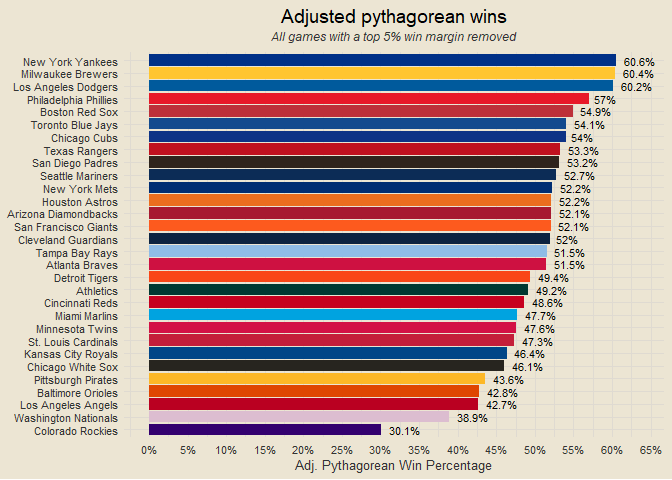 Adjusted pythagorean wins
All games with a top 5% win margin removed
New York Yankees 60.6%
Milwaukee Brewers 60.4%
Los Angeles Dodgers 60.2%
Philadelphia Phillies 57%
Boston Red Sox 54.9%
Toronto Blue Jays 54.1%
Chicago Cubs 54%
Texas Rangers 53.3%
San Diego Padres 53.2%
Seattle Mariners 52.7%
New York Mets 52.2%
Houston Astros 52.2%
Arizona Diamondbacks 52.1%
San Francisco Giants 52.1%
Cleveland Guardians 52%
Tampa Bay Rays 51.5%
Atlanta Braves 51.5%
Detroit Tigers 49.4%
Athletics 49.2%
Cincinnati Reds 48.6%
Miami Marlins 47.7%
Minnesota Twins 47.6%
St. Louis Cardinals 47.3%
Kansas City Royals 46.4%
Chicago White Sox 46.1%
Pittsburgh Pirates 43.6%
Baltimore Orioles 42.8%
Los Angeles Angels 42.7%
Washington Nationals 38.9%
Colorado Rockies 30.1%
0% 5% 10% 15% 20% 25% 30% 35% 40% 45% 50% 55% 60% 65%
Adj. Pythagorean Win Percentage